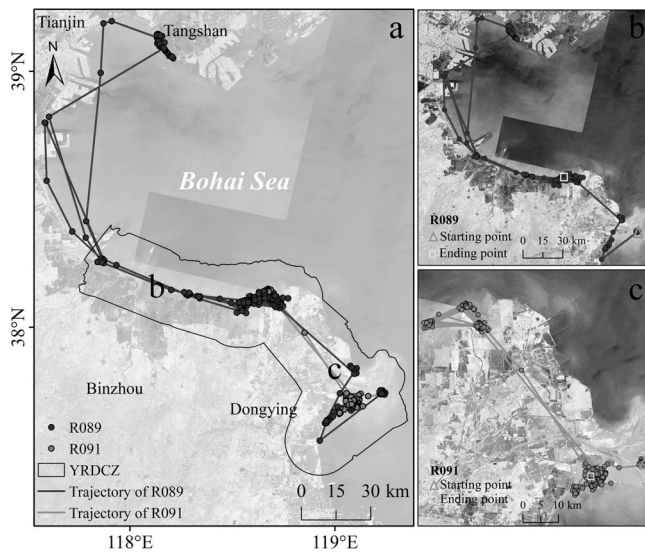 Tianjin
Tangshan
a
N
39°N
Bohai Sea
b
38°N
c
Binzhou
Dongying
R089
R091
YRDCZ
Trajectory of R089
Trajectory of R091
0 15 30 km
118°E
119°E
b
R089
Starting point
Ending point
0 15 30 km
c
R091
Starting point
Ending point
0 5 10 km